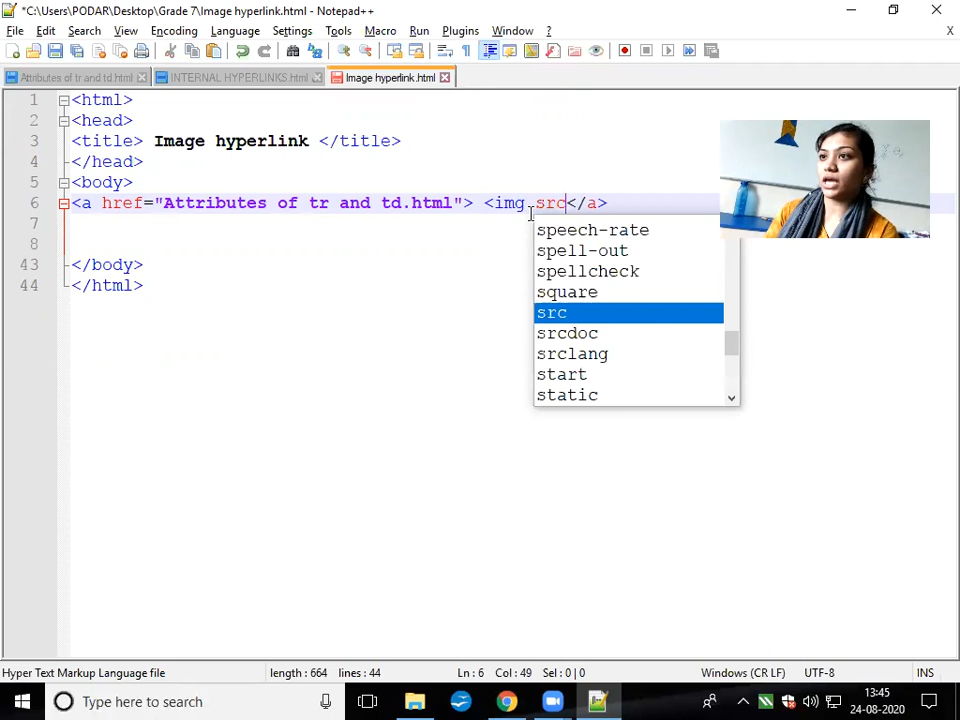 *C:\Users\PODAR\Desktop\Grade 7\Image hyperlink.html - Notepad++
File Edit Search View Encoding Language Settings Tools Macro Run Plugins Window ? X
Attributes of tr and td.html INTERNAL HYPERLINKS.html Image hyperlink.html
1 <html>
2 <head>
3 <title> Image hyperlink </title>
4 </head>
5 <body>
6 <a href="Attributes of tr and td.html"> <img src</a>
7
8
43 </body>
44 </html>
speech-rate
spell-out
spellcheck
square
src
srcdoc
srclang
start
static
Hyper Text Markup Language file length : 664 lines : 44 Ln : 6 Col : 49 Sel : 0 | 0 Windows (CR LF) UTF-8 INS
Type here to search
13:45
24-08-2020